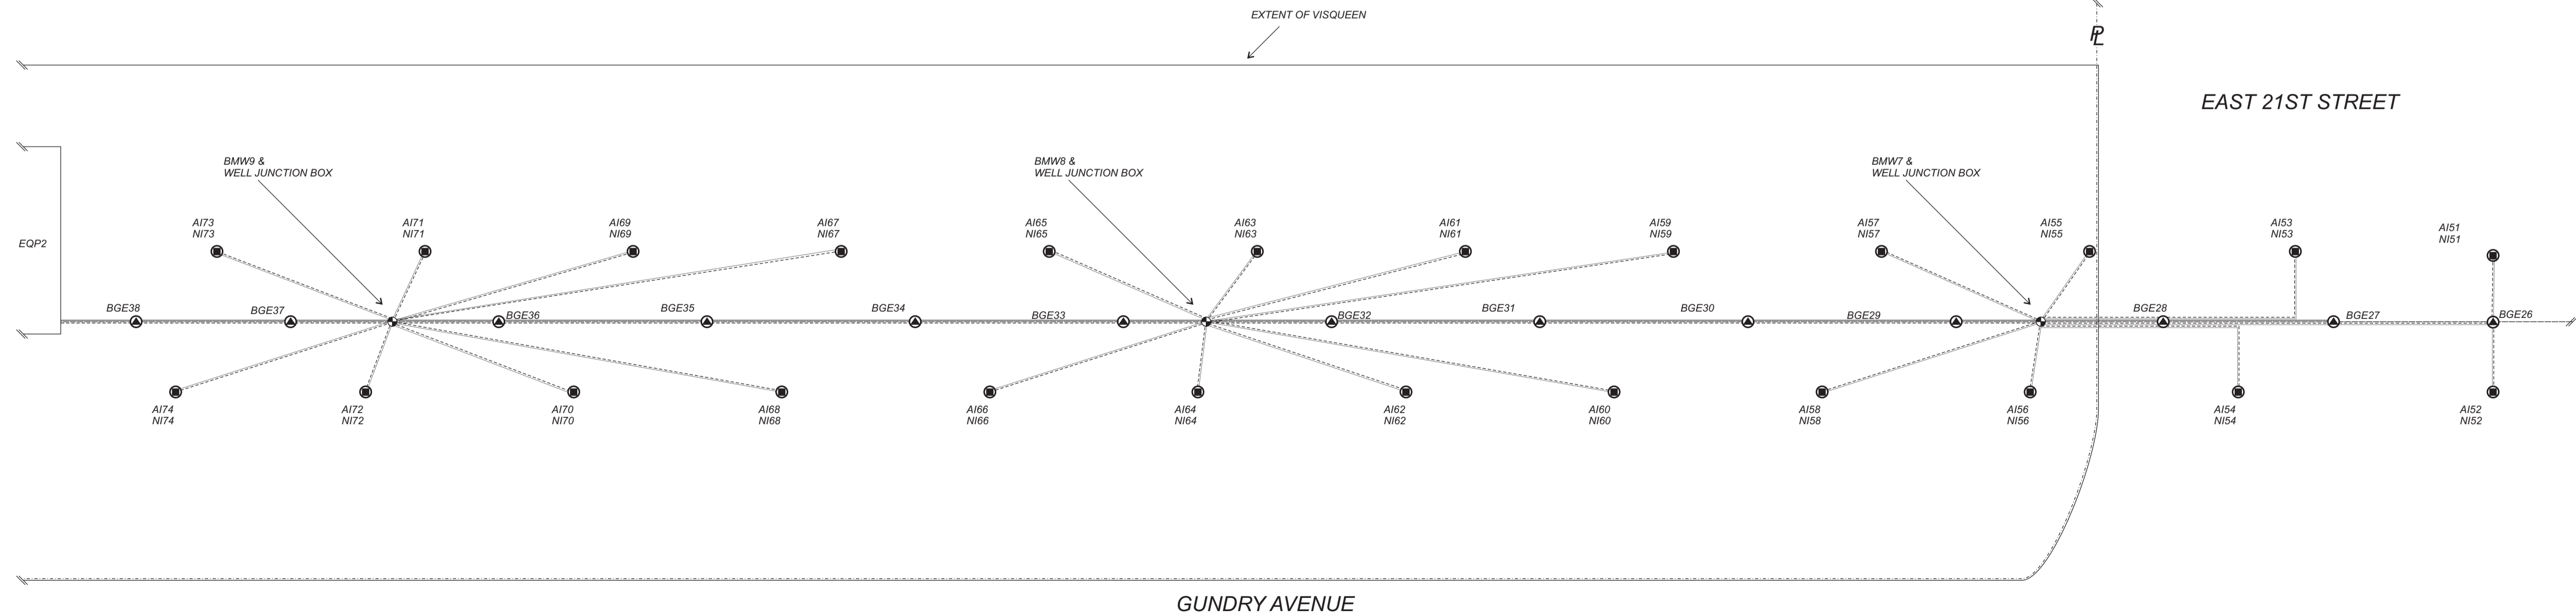 EXTENT OF VISQUEEN
PL
EAST 21ST STREET
BMW9 &
WELL JUNCTION BOX
BMW8 &
WELL JUNCTION BOX
BMW7 &
WELL JUNCTION BOX
AI73
NI73
AI71
NI71
AI69
NI69
AI67
NI67
AI65
NI65
AI63
NI63
AI61
NI61
AI59
NI59
AI57
NI57
AI55
NI55
AI53
NI53
AI51
NI51
EQP2
BGE38
BGE37
BGE36
BGE35
BGE34
BGE33
BGE32
BGE31
BGE30
BGE29
BGE28
BGE27
BGE26
AI74
NI74
AI72
NI72
AI70
NI70
AI68
NI68
AI66
NI66
AI64
NI64
AI62
NI62
AI60
NI60
AI58
NI58
AI56
NI56
AI54
NI54
AI52
NI52
GUNDRY AVENUE